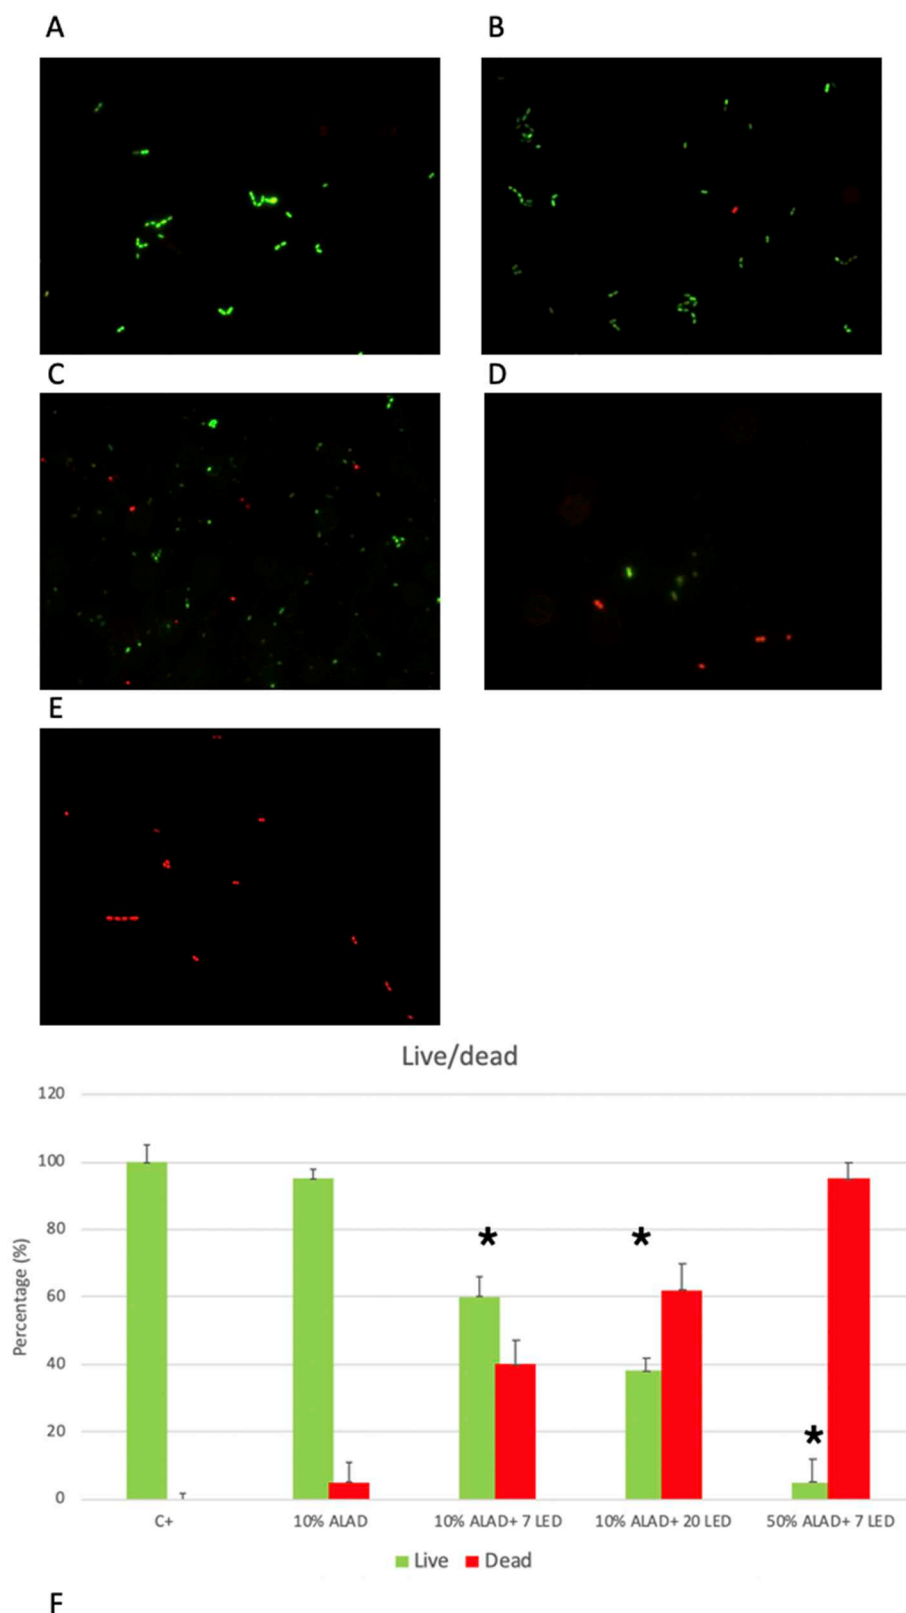 A B
C D
E
Live/dead
120
100
80
60
40
20
0
Percentage (%)
* * *
C+ 10% ALAD 10% ALAD+ 7 LED 10% ALAD+ 20 LED 50% ALAD+ 7 LED
Live Dead
F